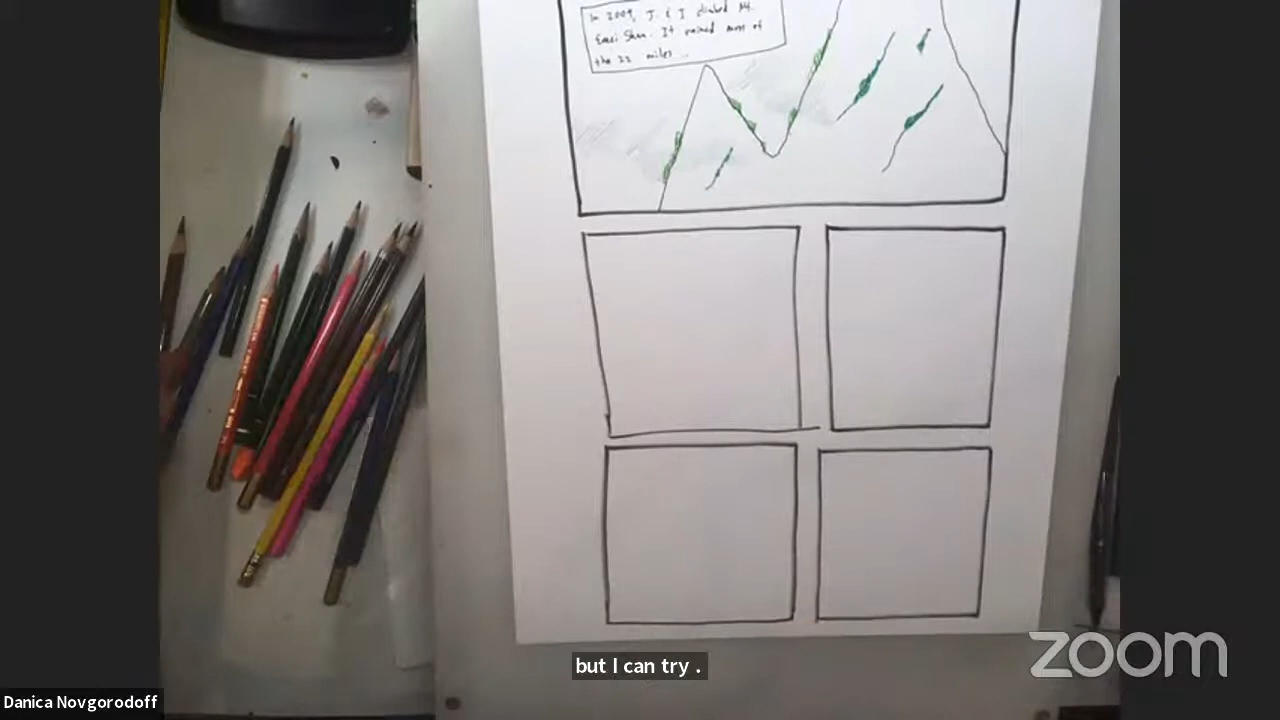 In 2009, J. & I climbed Mt.
Emei Shan. It rained most of
the 22 miles...
but I can try .
zoom
Danica Novgorodoff